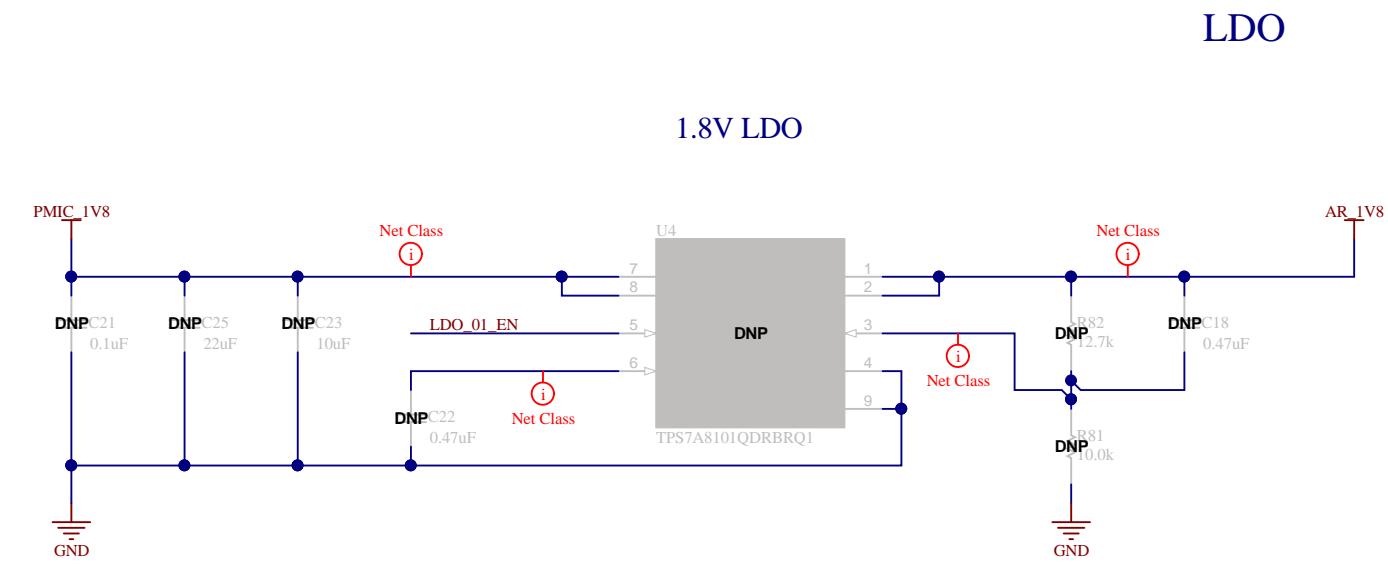 LDO
1.8V LDO
PMIC_1V8
AR_1V8
Net Class
i
U4
Net Class
i
7
8
1
2
DNP C21
0.1uF
DNP C25
22uF
DNP C23
10uF
LDO_01_EN
5
DNP
3
DNP R82
12.7k
DNP C18
0.47uF
i
Net Class
6
4
i
Net Class
DNP C22
0.47uF
9
TPS7A8101QDRBRQ1
DNP R81
10.0k
GND
GND